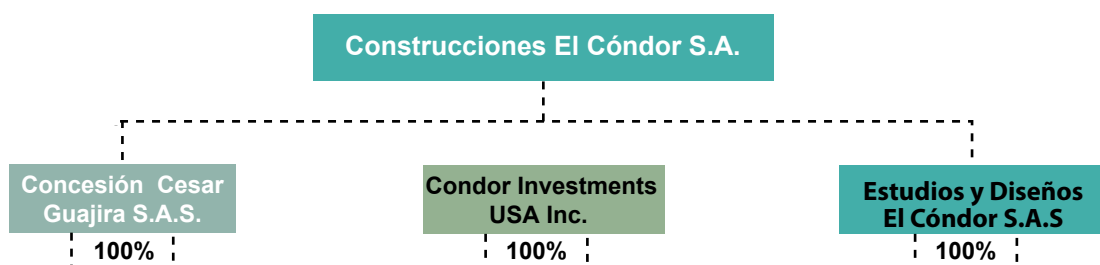 Construcciones El Cóndor S.A.
Concesión Cesar
Guajira S.A.S.
100%
Condor Investments
USA Inc.
100%
Estudios y Diseños
El Cóndor S.A.S
100%